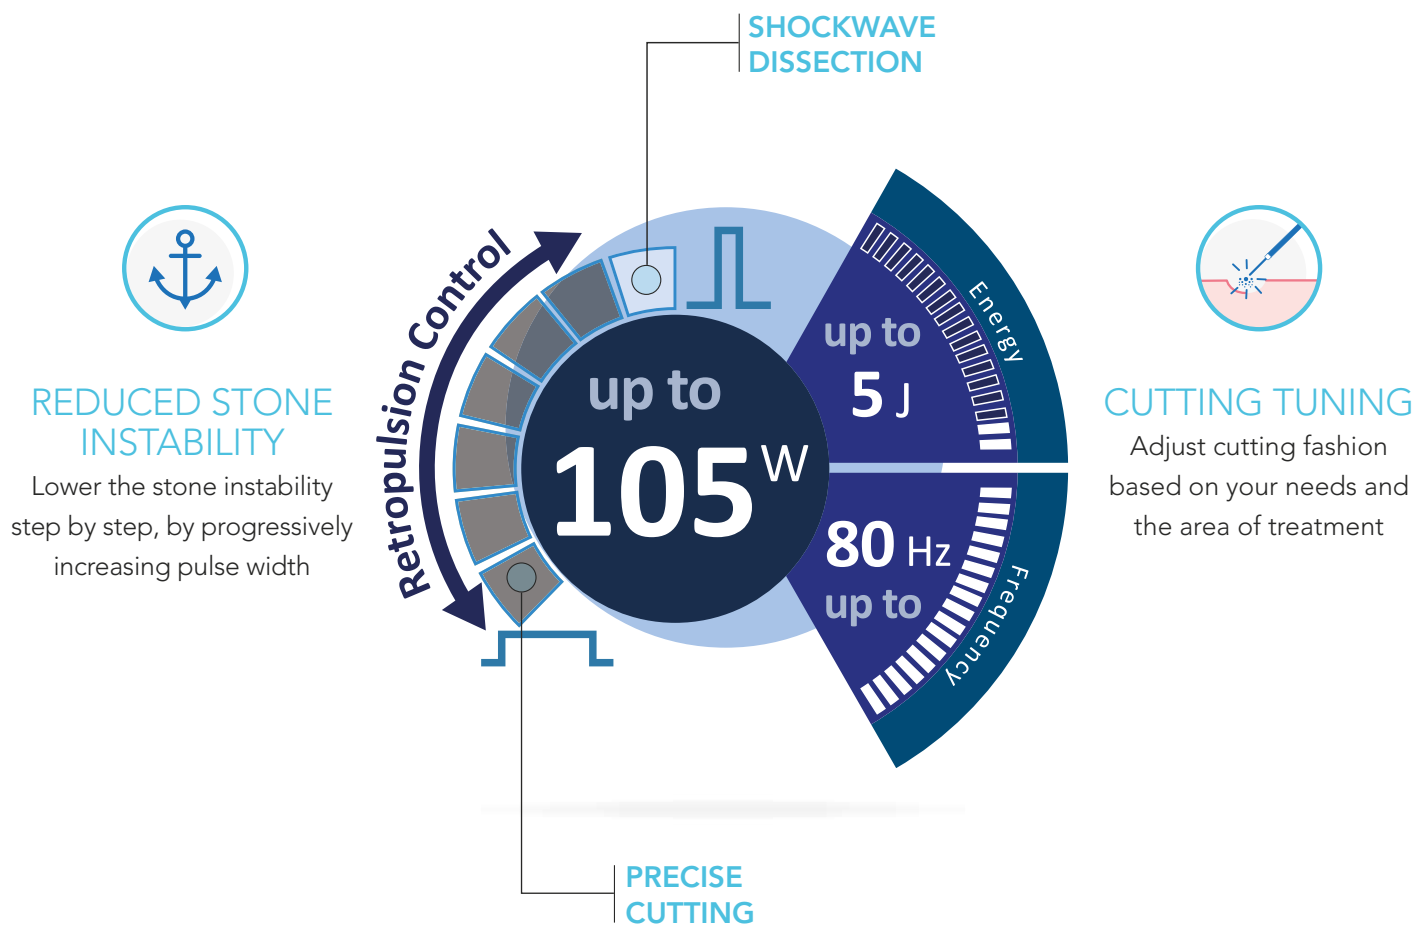 SHOCKWAVE
DISSECTION
REDUCED STONE
INSTABILITY
Lower the stone instability
step by step, by progressively
increasing pulse width
Retropulsion Control
up to
105 W
Energy
up to
5 J
80 Hz
up to
Frequency
CUTTING TUNING
Adjust cutting fashion
based on your needs and
the area of treatment
PRECISE
CUTTING